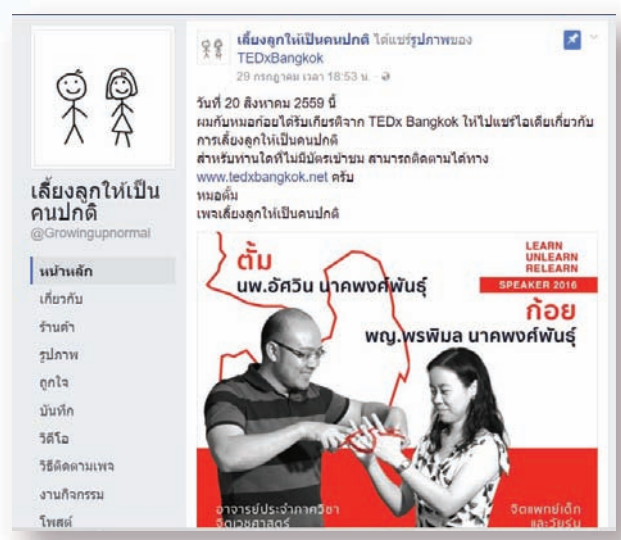 เลี้ยงลูกให้เป็น
คนปกติ
@Growingupnormal
หน้าหลัก
เกี่ยวกับ
ร้านค้า
รูปภาพ
ถูกใจ
บันทึก
วิดีโอ
วิธีติดตามเพจ
งานกิจกรรม
โพสต์
เลี้ยงลูกให้เป็นคนปกติ ได้แชร์รูปภาพของ
TEDxBangkok
29 กรกฎาคม เวลา 18:53 น. ·
วันที่ 20 สิงหาคม 2559 นี้
ผมกับหมอก้อยได้รับเกียรติจาก TEDx Bangkok ให้ไปแชร์ไอเดียเกี่ยวกับ
การเลี้ยงลูกให้เป็นคนปกติ
สำหรับท่านใดที่ไม่มีบัตรเข้าชม สามารถติดตามได้ทาง
www.tedxbangkok.net ครับ
หมอตั้ม
เพจเลี้ยงลูกให้เป็นคนปกติ
ตั้ม
นพ.อัศวิน นาคพงศ์พันธุ์
LEARN
UNLEARN
RELEARN
SPEAKER 2016
ก้อย
พญ.พรพิมล นาคพงศ์พันธุ์
อาจารย์ประจำภาควิชา
จิตเวชศาสตร์
จิตแพทย์เด็ก
และวัยรุ่น